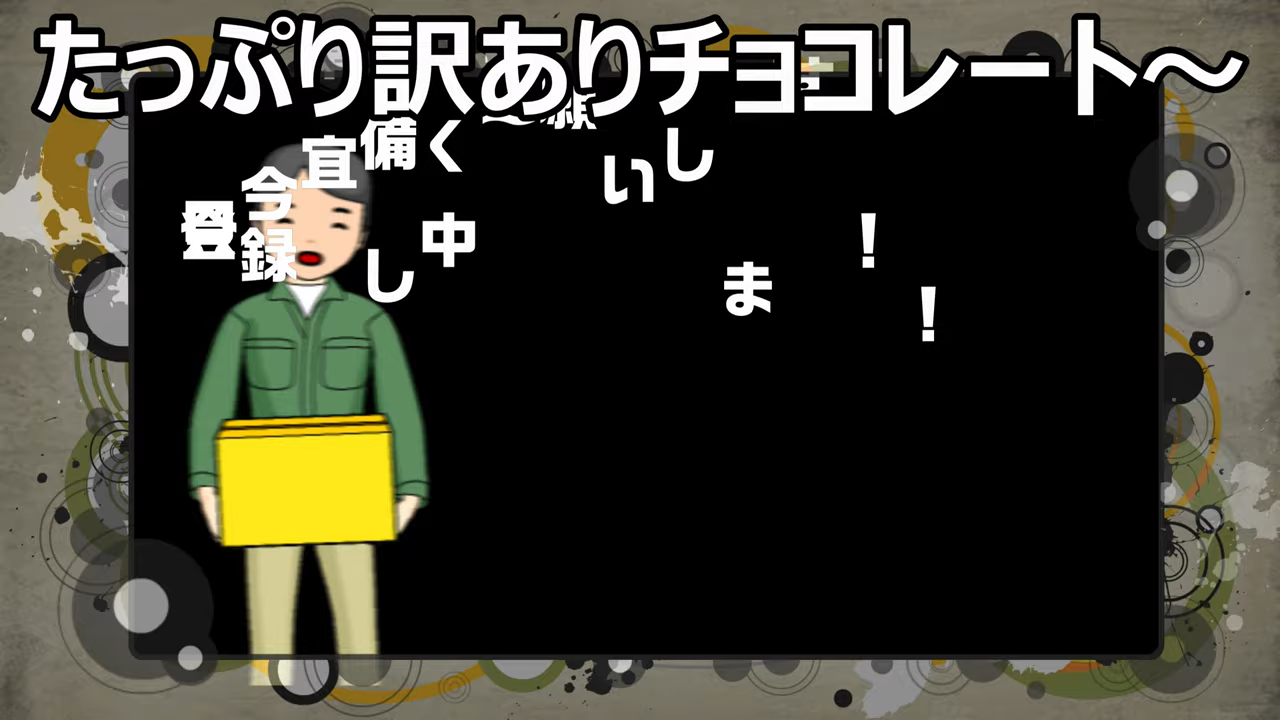 たっぷり訳ありチョコレート〜
宜備く
今
いし
登録
し中
ま
！
！